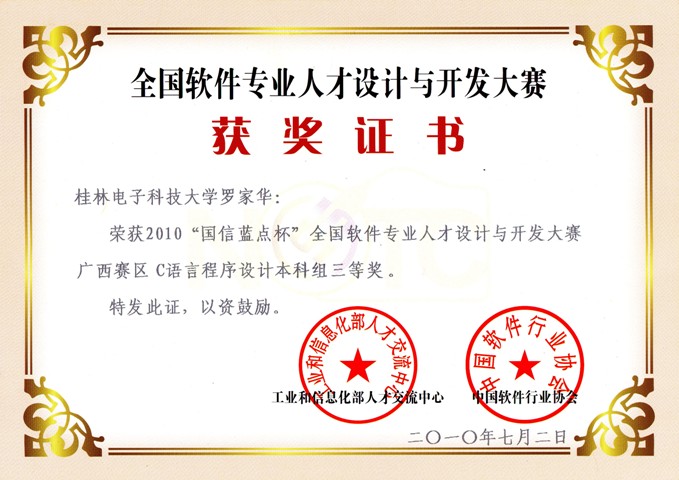 全国软件专业人才设计与开发大赛
获奖证书
桂林电子科技大学罗家华:
荣获2010“国信蓝点杯”全国软件专业人才设计与开发大赛
广西赛区 C语言程序设计本科组三等奖。
特发此证,以资鼓励。
工业和信息化部人才交流中心
中国软件行业协会
工业和信息化部人才交流中心 中国软件行业协会
二〇一〇年七月二日